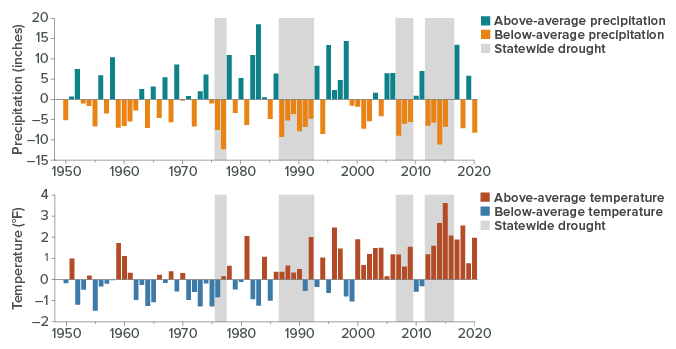 Precipitation (inches)
20
15
10
5
0
−5
−10
−15
1950 1960 1970 1980 1990 2000 2010 2020
Above-average precipitation
Below-average precipitation
Statewide drought
Temperature (°F)
4
3
2
1
0
−1
−2
1950 1960 1970 1980 1990 2000 2010 2020
Above-average temperature
Below-average temperature
Statewide drought